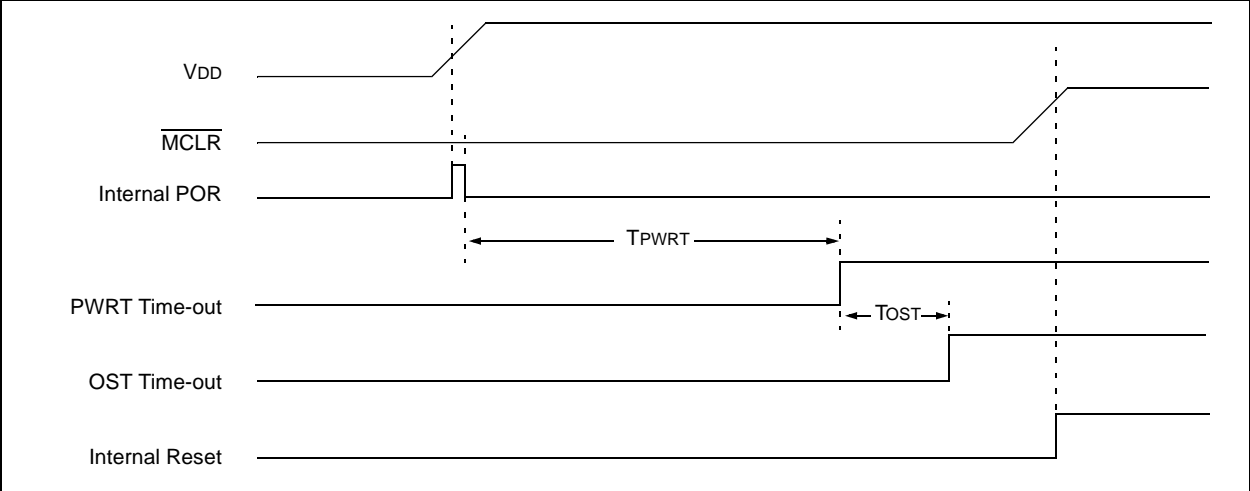 VDD
MCLR
Internal POR
TPWRT
PWRT Time-out
TOST
OST Time-out
Internal Reset